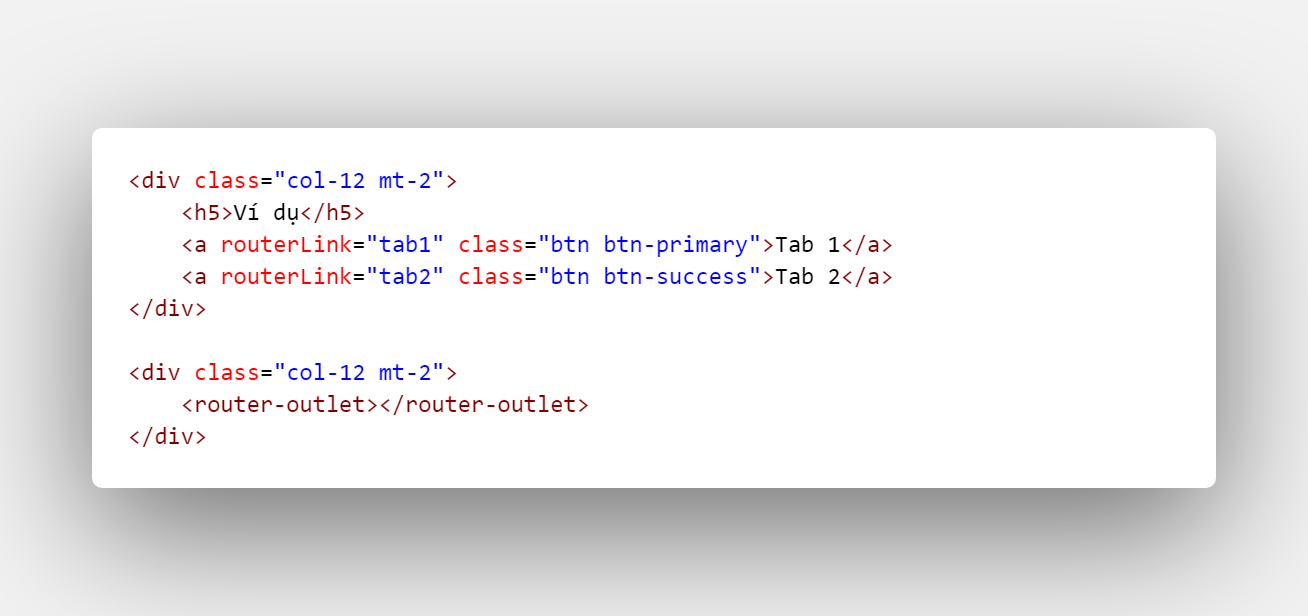 <div class="col-12 mt-2">
    <h5>Ví dụ</h5>
    <a routerLink="tab1" class="btn btn-primary">Tab 1</a>
    <a routerLink="tab2" class="btn btn-success">Tab 2</a>
</div>

<div class="col-12 mt-2">
    <router-outlet></router-outlet>
</div>